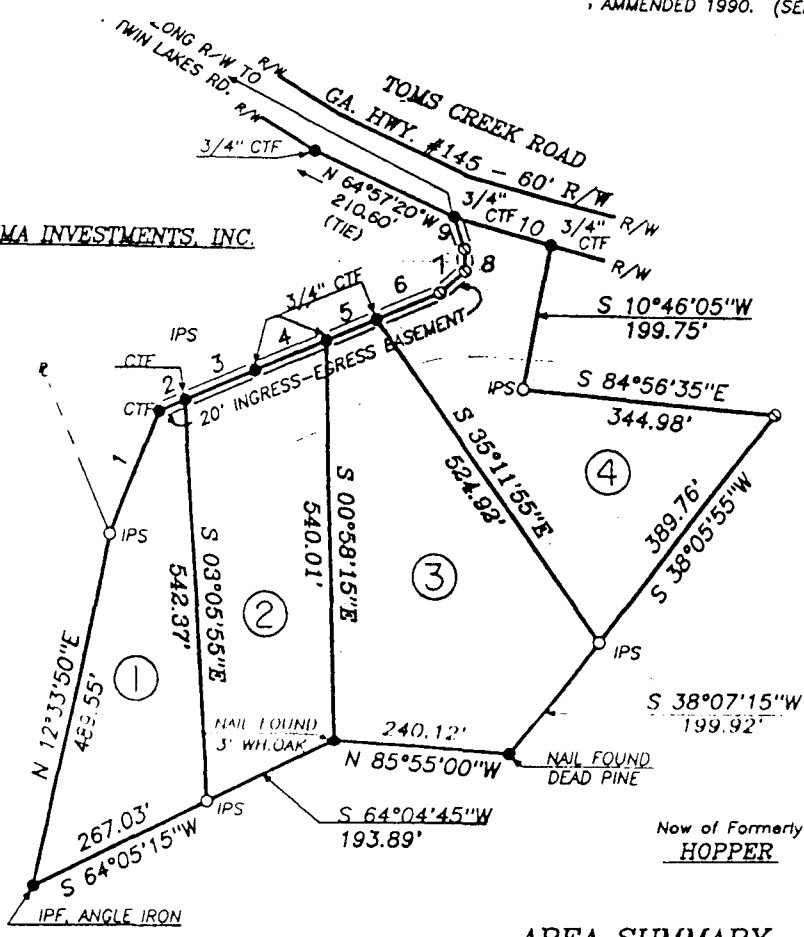 , AMMENDED 1990. (SE
LONG R/W TO
TWIN LAKES RD.
R/W
R/W
TOMS CREEK ROAD
GA. HWY. #145 - 60' R/W
R/W
R/W
3/4" CTF
N 64°57'20"W
210.60'
(TIE)
3/4"
CTF
10
3/4"
CTF
9
8
7
MA INVESTMENTS, INC.
3/4" CTF
6
5
4
3
2
1
IPS
CTF
CTF
20' INGRESS-EGRESS EASEMENT
S 10°46'05"W
199.75'
IPS
S 84°56'35"E
344.98'
S 35°11'55"E
524.92'
4
389.76'
S 38°05'55"W
IPS
S 00°58'15"E
540.01'
3
S 03°05'55"E
542.37'
2
IPS
N 12°33'50"E
489.55'
1
NAIL FOUND
3' WH.OAK
240.12'
N 85°55'00"W
NAIL FOUND
DEAD PINE
S 38°07'15"W
199.92'
IPS
S 64°04'45"W
193.89'
267.03'
S 64°05'15"W
IPF, ANGLE IRON
Now of Formerly
HOPPER
AREA SUMMARY